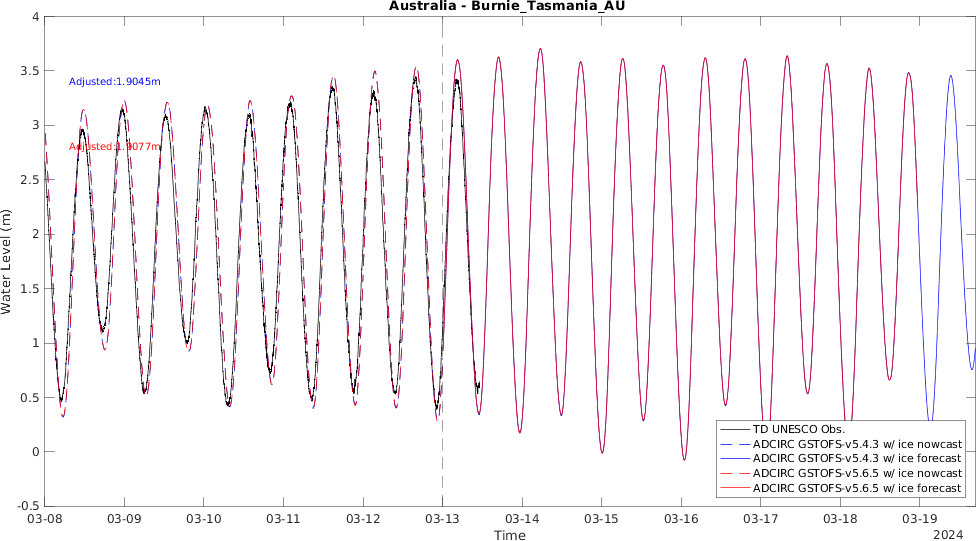 Australia - Burnie_Tasmania_AU
4
3.5
3
2.5
2
1.5
1
0.5
0
-0.5
Water Level (m)
Adjusted:1.9045m
Adjusted:1.9077m
TD UNESCO Obs.
ADCIRC GSTOFS-v5.4.3 w/ ice nowcast
ADCIRC GSTOFS-v5.4.3 w/ ice forecast
ADCIRC GSTOFS-v5.6.5 w/ ice nowcast
ADCIRC GSTOFS-v5.6.5 w/ ice forecast
03-08 03-09 03-10 03-11 03-12 03-13 03-14 03-15 03-16 03-17 03-18 03-19
Time
2024